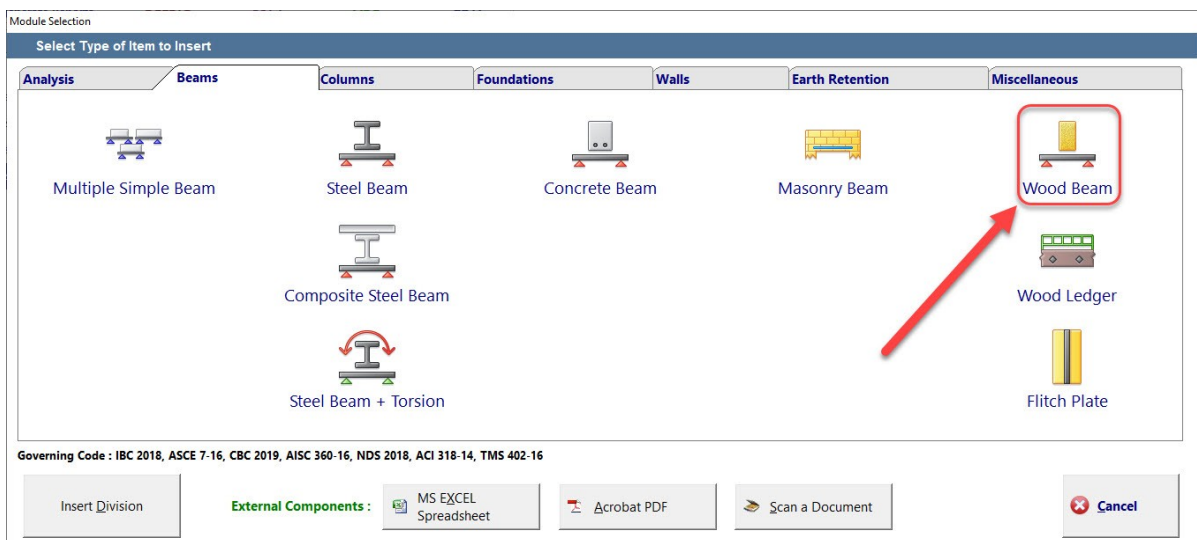 Module Selection
Select Type of Item to Insert
Analysis
Beams
Columns
Foundations
Walls
Earth Retention
Miscellaneous
Multiple Simple Beam
Steel Beam
Concrete Beam
Masonry Beam
Wood Beam
Composite Steel Beam
Wood Ledger
Steel Beam + Torsion
Flitch Plate
Governing Code : IBC 2018, ASCE 7-16, CBC 2019, AISC 360-16, NDS 2018, ACI 318-14, TMS 402-16
Insert Division
External Components :
MS EXCEL
Spreadsheet
Acrobat PDF
Scan a Document
Cancel